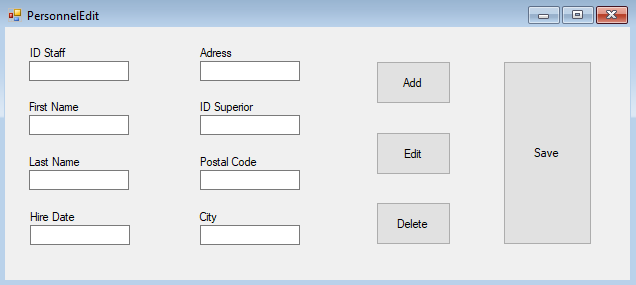 PersonnelEdit
ID Staff
Adress
First Name
ID Superior
Last Name
Postal Code
Hire Date
City
Add
Edit
Delete
Save